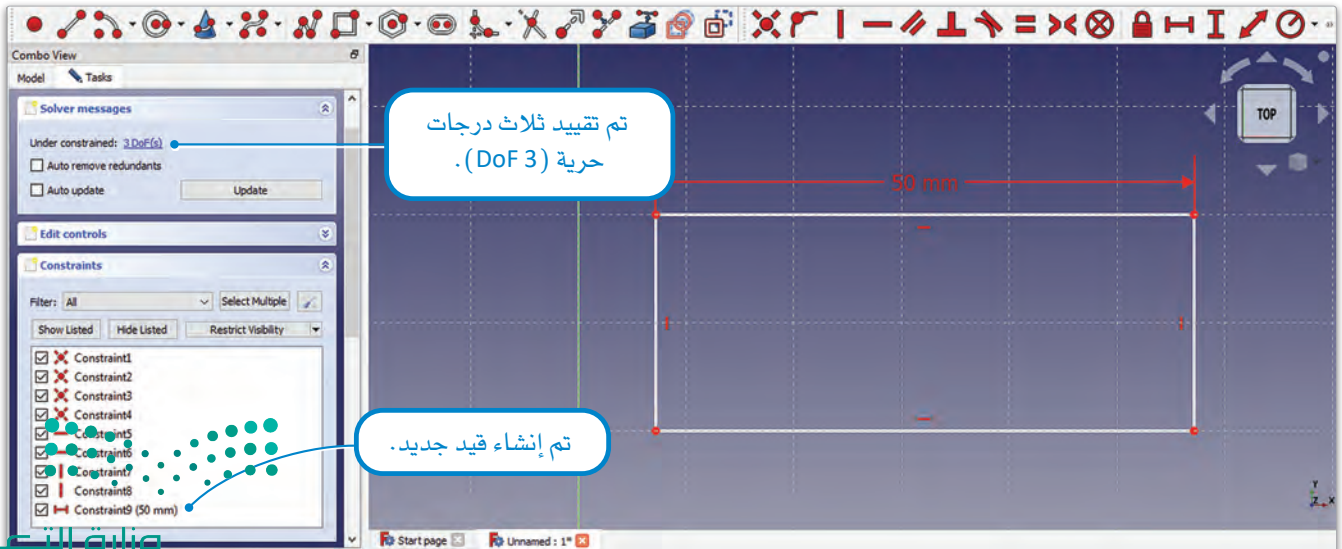 Combo View
Model
Tasks
Solver messages
Under constrained: 3 DoF(s)
Auto remove redundants
Auto update
Update
Edit controls
Constraints
Filter: All
Select Multiple
Show Listed
Hide Listed
Restrict Visibility
Constraint1
Constraint2
Constraint3
Constraint4
Constraint5
Constraint6
Constraint7
Constraint8
Constraint9 (50 mm)
تم تقييد ثلاث درجات
حرية (3 DoF).
تم إنشاء قيد جديد.
50 mm
TOP
Y
Z
X
Start page
Unnamed : 1*